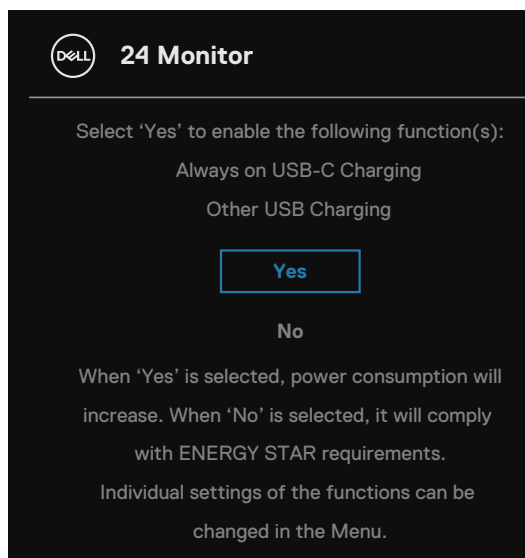 DELL 24 Monitor
Select ‘Yes’ to enable the following function(s):
Always on USB-C Charging
Other USB Charging
Yes
No
When ‘Yes’ is selected, power consumption will
increase. When ‘No’ is selected, it will comply
with ENERGY STAR requirements.
Individual settings of the functions can be
changed in the Menu.